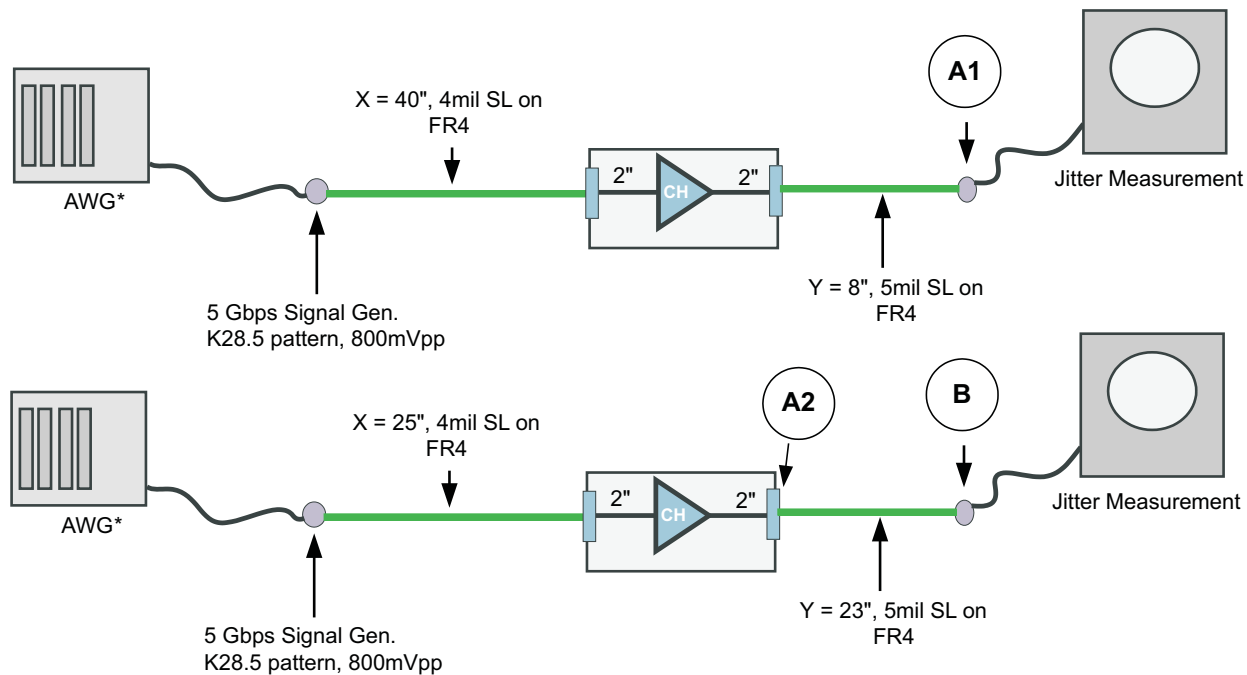 A1
X = 40", 4mil SL on
FR4
2"
CH
2"
AWG*
Jitter Measurement
Y = 8", 5mil SL on
FR4
5 Gbps Signal Gen.
K28.5 pattern, 800mVpp
A2
B
X = 25", 4mil SL on
FR4
2"
CH
2"
AWG*
Jitter Measurement
Y = 23", 5mil SL on
FR4
5 Gbps Signal Gen.
K28.5 pattern, 800mVpp